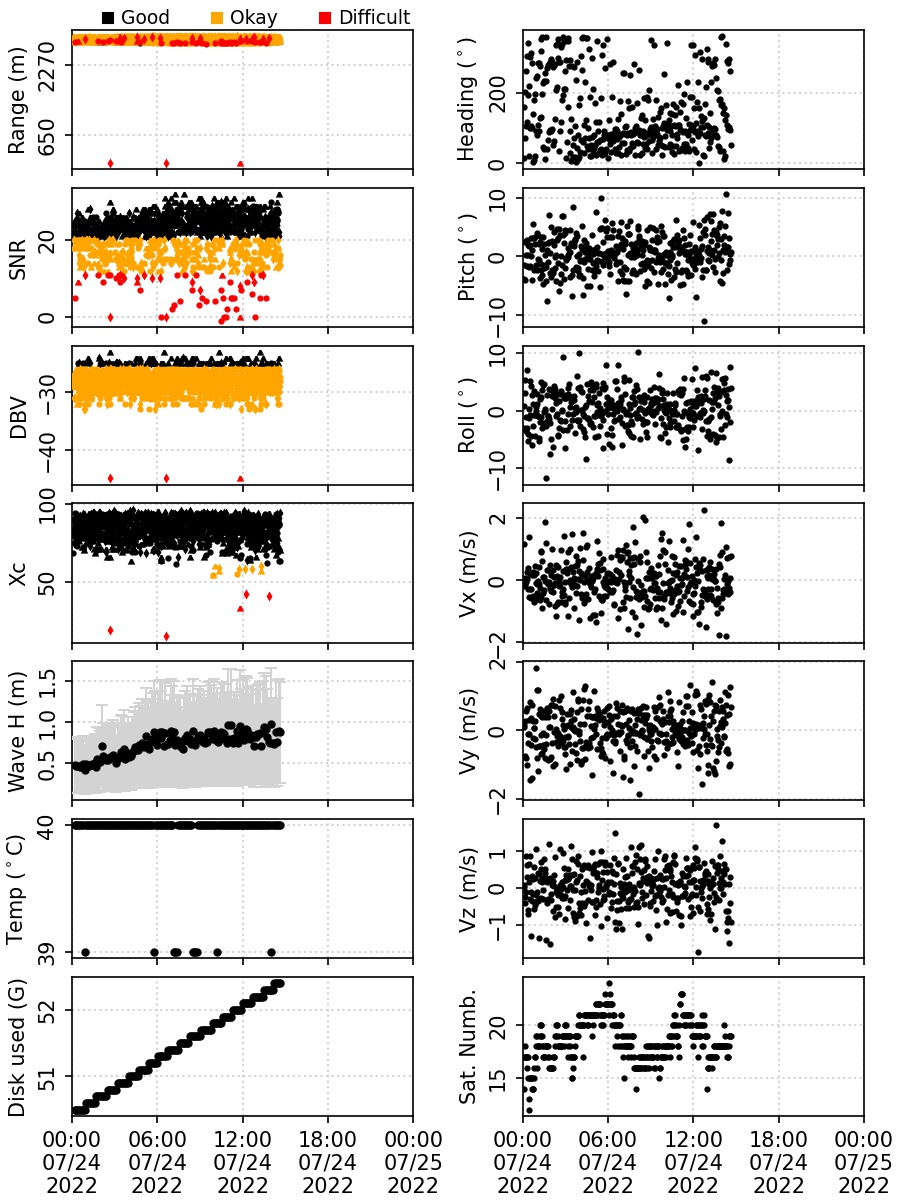 Good Okay Difficult
Range (m)
2270
650
Heading (°)
200
0
SNR
20
0
Pitch (°)
10
0
−10
DBV
−30
−40
Roll (°)
10
0
−10
Xc
100
50
Vx (m/s)
2
0
−2
Wave H (m)
1.5
1.0
0.5
Vy (m/s)
2
0
−2
Temp (°C)
40
39
Vz (m/s)
1
0
−1
Disk used (G)
52
51
Sat. Numb.
20
15
00:00 06:00 12:00 18:00 00:00
07/24 07/24 07/24 07/24 07/25
2022 2022 2022 2022 2022
00:00 06:00 12:00 18:00 00:00
07/24 07/24 07/24 07/24 07/25
2022 2022 2022 2022 2022